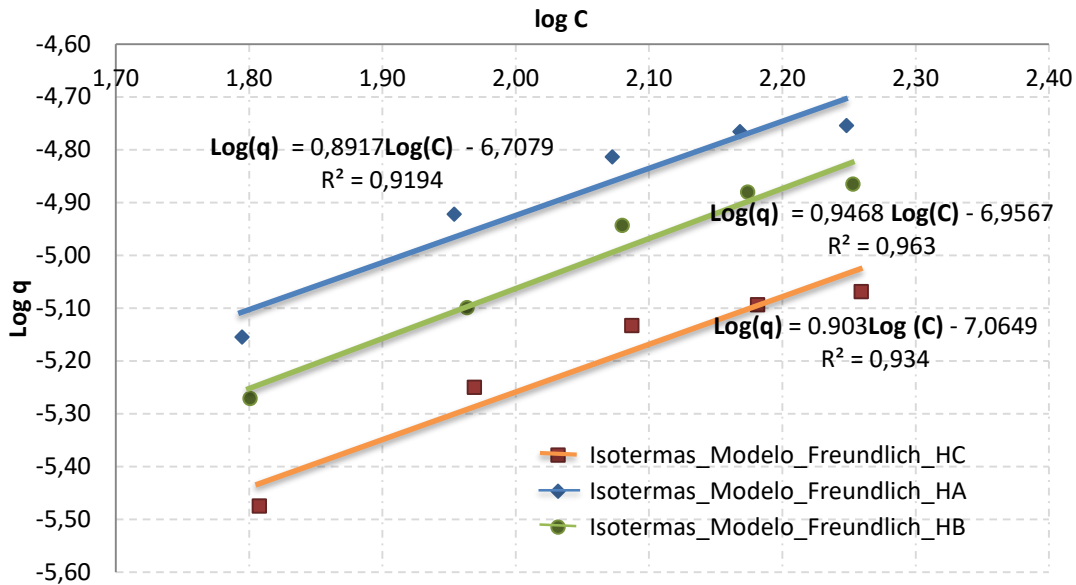 log C
-4,60
1,70 1,80 1,90 2,00 2,10 2,20 2,30 2,40
-4,70
-4,80
-4,90
-5,00
-5,10
-5,20
-5,30
-5,40
-5,50
-5,60
Log q
Log(q) = 0,8917Log(C) - 6,7079
R² = 0,9194
Log(q) = 0,9468 Log(C) - 6,9567
R² = 0,963
Log(q) = 0.903Log (C) - 7,0649
R² = 0,934
Isotermas_Modelo_Freundlich_HC
Isotermas_Modelo_Freundlich_HA
Isotermas_Modelo_Freundlich_HB